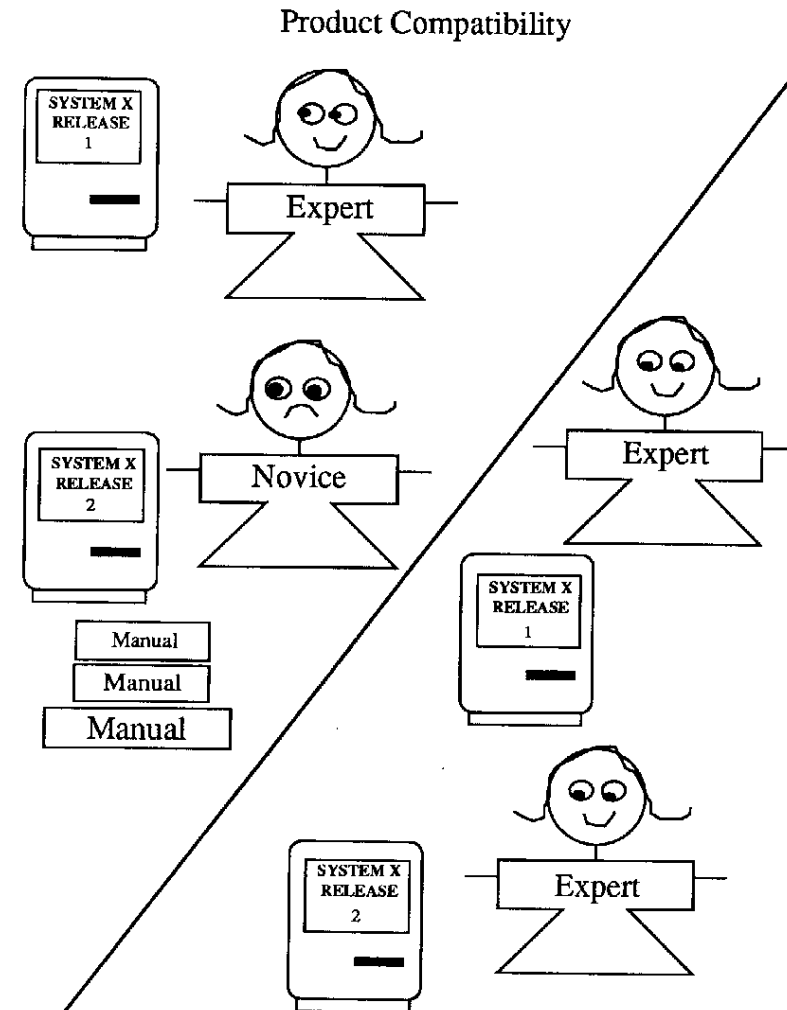 Product Compatibility
SYSTEM X
RELEASE
1
Expert
SYSTEM X
RELEASE
2
Novice
Manual
Manual
Manual
Expert
SYSTEM X
RELEASE
1
SYSTEM X
RELEASE
2
Expert